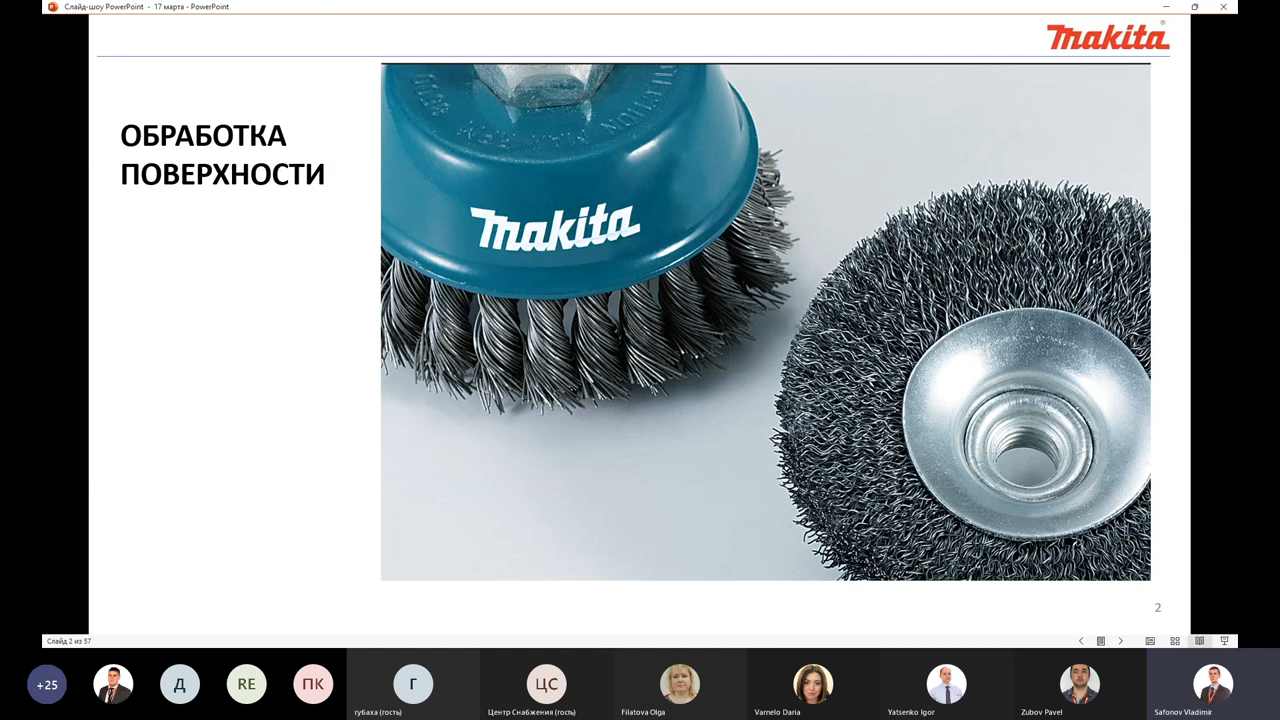 Слайд-шоу PowerPoint - 17 марта - PowerPoint
makita®
ОБРАБОТКА
ПОВЕРХНОСТИ
makita
2
Слайд 2 из 57
+25
Д
RE
ПК
Г
ЦС
губаха (гость)
Центр Снабжения (гость)
Filatova Olga
Varnelo Daria
Yatsenko Igor
Zubov Pavel
Safonov Vladimir